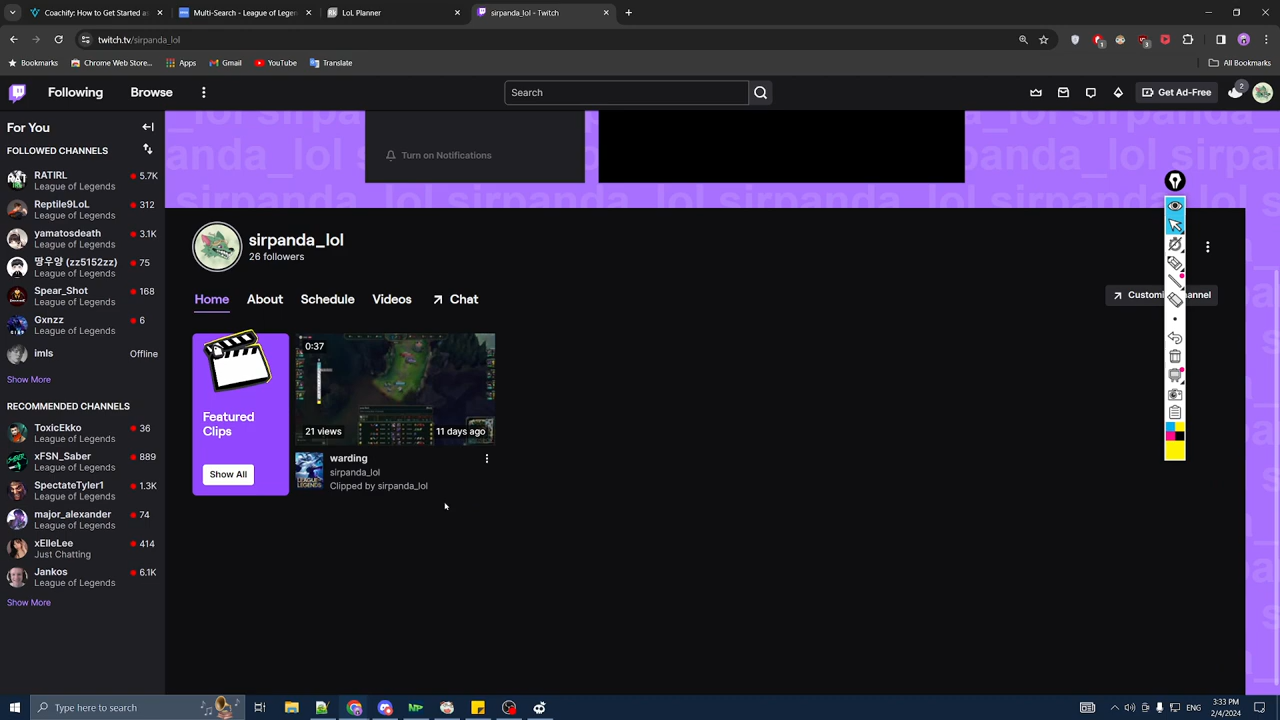 Coachify: How to Get Started as
Multi-Search - League of Legen
LoL Planner
sirpanda_lol - Twitch
twitch.tv/sirpanda_lol
Bookmarks
Chrome Web Store...
Apps
Gmail
YouTube
Translate
All Bookmarks
Following
Browse
Search
Get Ad-Free
2
For You
FOLLOWED CHANNELS
RATIRL
5.7K
League of Legends
Reptile9LoL
312
League of Legends
yamatosdeath
3.1K
League of Legends
땅우양 (zz5152zz)
75
League of Legends
Spear_Shot
168
League of Legends
Gxnzz
6
League of Legends
imls
Offline
Show More
RECOMMENDED CHANNELS
ToxicEkko
36
League of Legends
xFSN_Saber
889
League of Legends
SpectateTyler1
1.3K
League of Legends
major_alexander
74
League of Legends
xElleLee
414
Just Chatting
Jankos
6.1K
League of Legends
Show More
Turn on Notifications
sirpanda_lol
26 followers
Home
About
Schedule
Videos
Chat
Featured
Clips
Show All
0:37
21 views
11 days ago
warding
sirpanda_lol
Clipped by sirpanda_lol
Type here to search
ENG
3:33 PM
2/4/2024